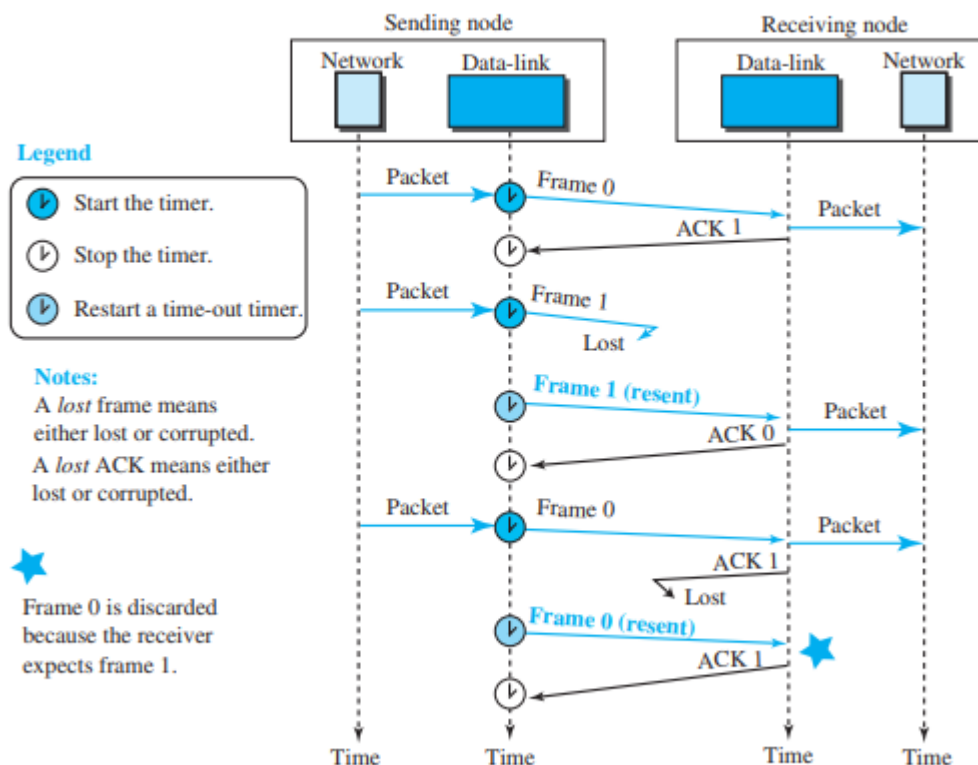 Sending node
Receiving node
Network
Data-link
Data-link
Network
Legend
Start the timer.
Stop the timer.
Restart a time-out timer.
Notes:
A lost frame means
either lost or corrupted.
A lost ACK means either
lost or corrupted.
Frame 0 is discarded
because the receiver
expects frame 1.
Packet
Frame 0
Packet
ACK 1
Packet
Frame 1
Lost
Frame 1 (resent)
Packet
ACK 0
Packet
Frame 0
Packet
ACK 1
Lost
Frame 0 (resent)
ACK 1
Time
Time
Time
Time